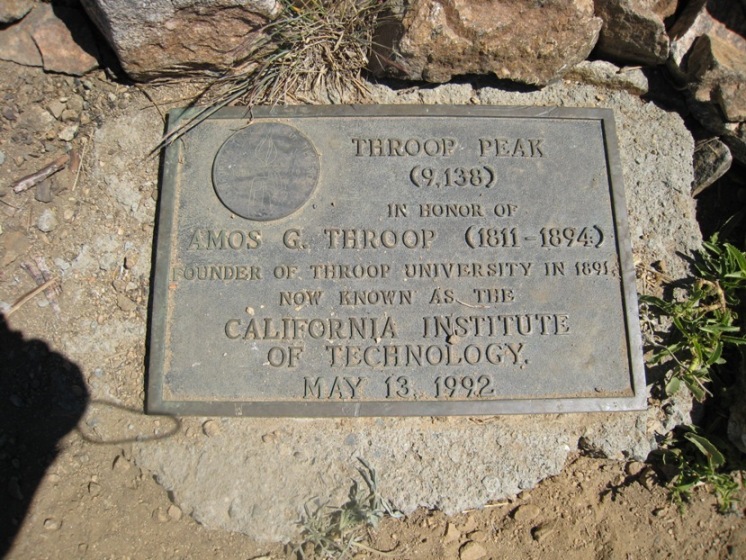 THROOP PEAK
(9,138)
IN HONOR OF
AMOS G. THROOP (1811-1894)
FOUNDER OF THROOP UNIVERSITY IN 1891,
NOW KNOWN AS THE
CALIFORNIA INSTITUTE
OF TECHNOLOGY.
MAY 13, 1992